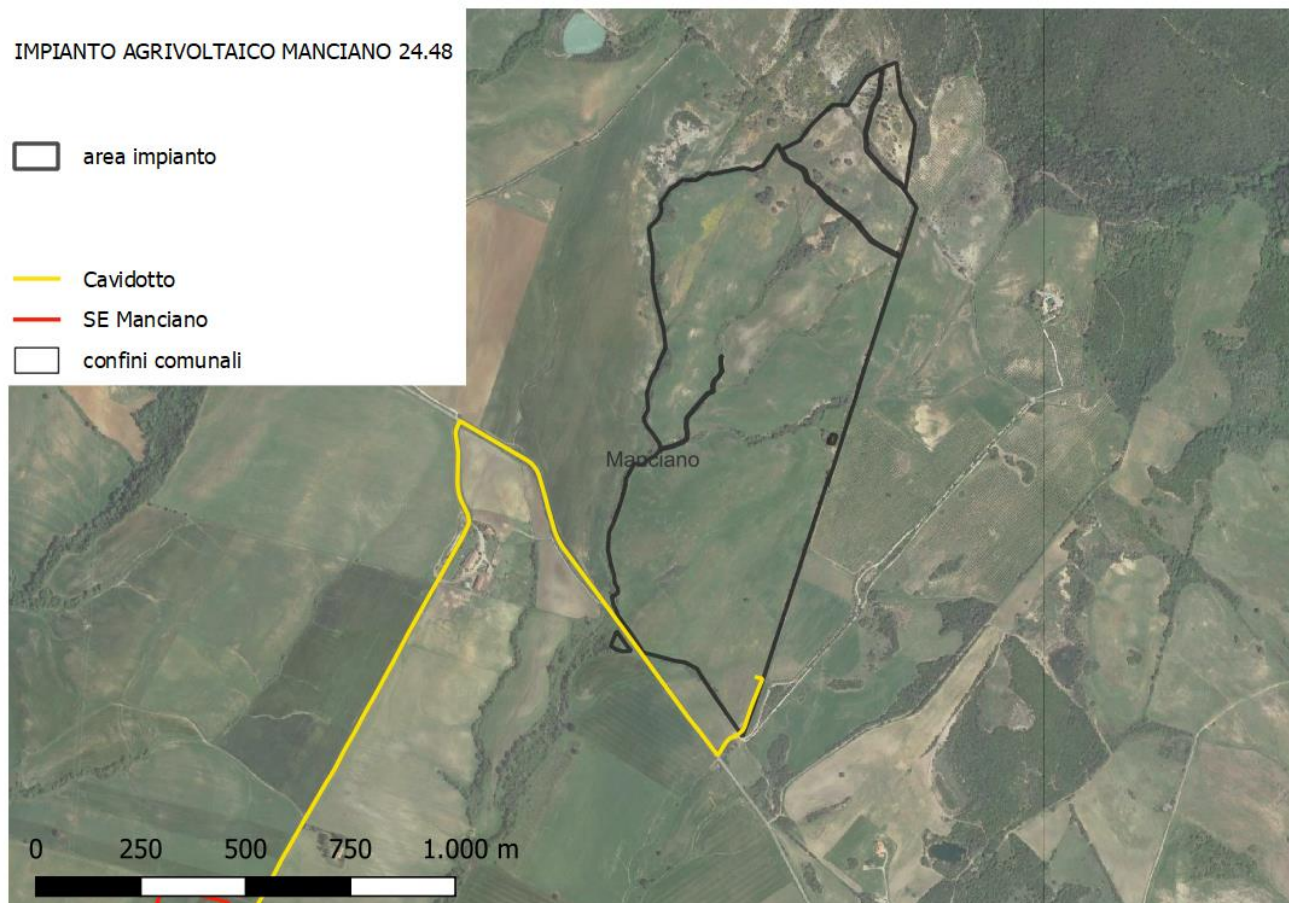 IMPIANTO AGRIVOLTAICO MANCIANO 24.48
area impianto
Cavidotto
SE Manciano
confini comunali
Manciano
0 250 500 750 1.000 m